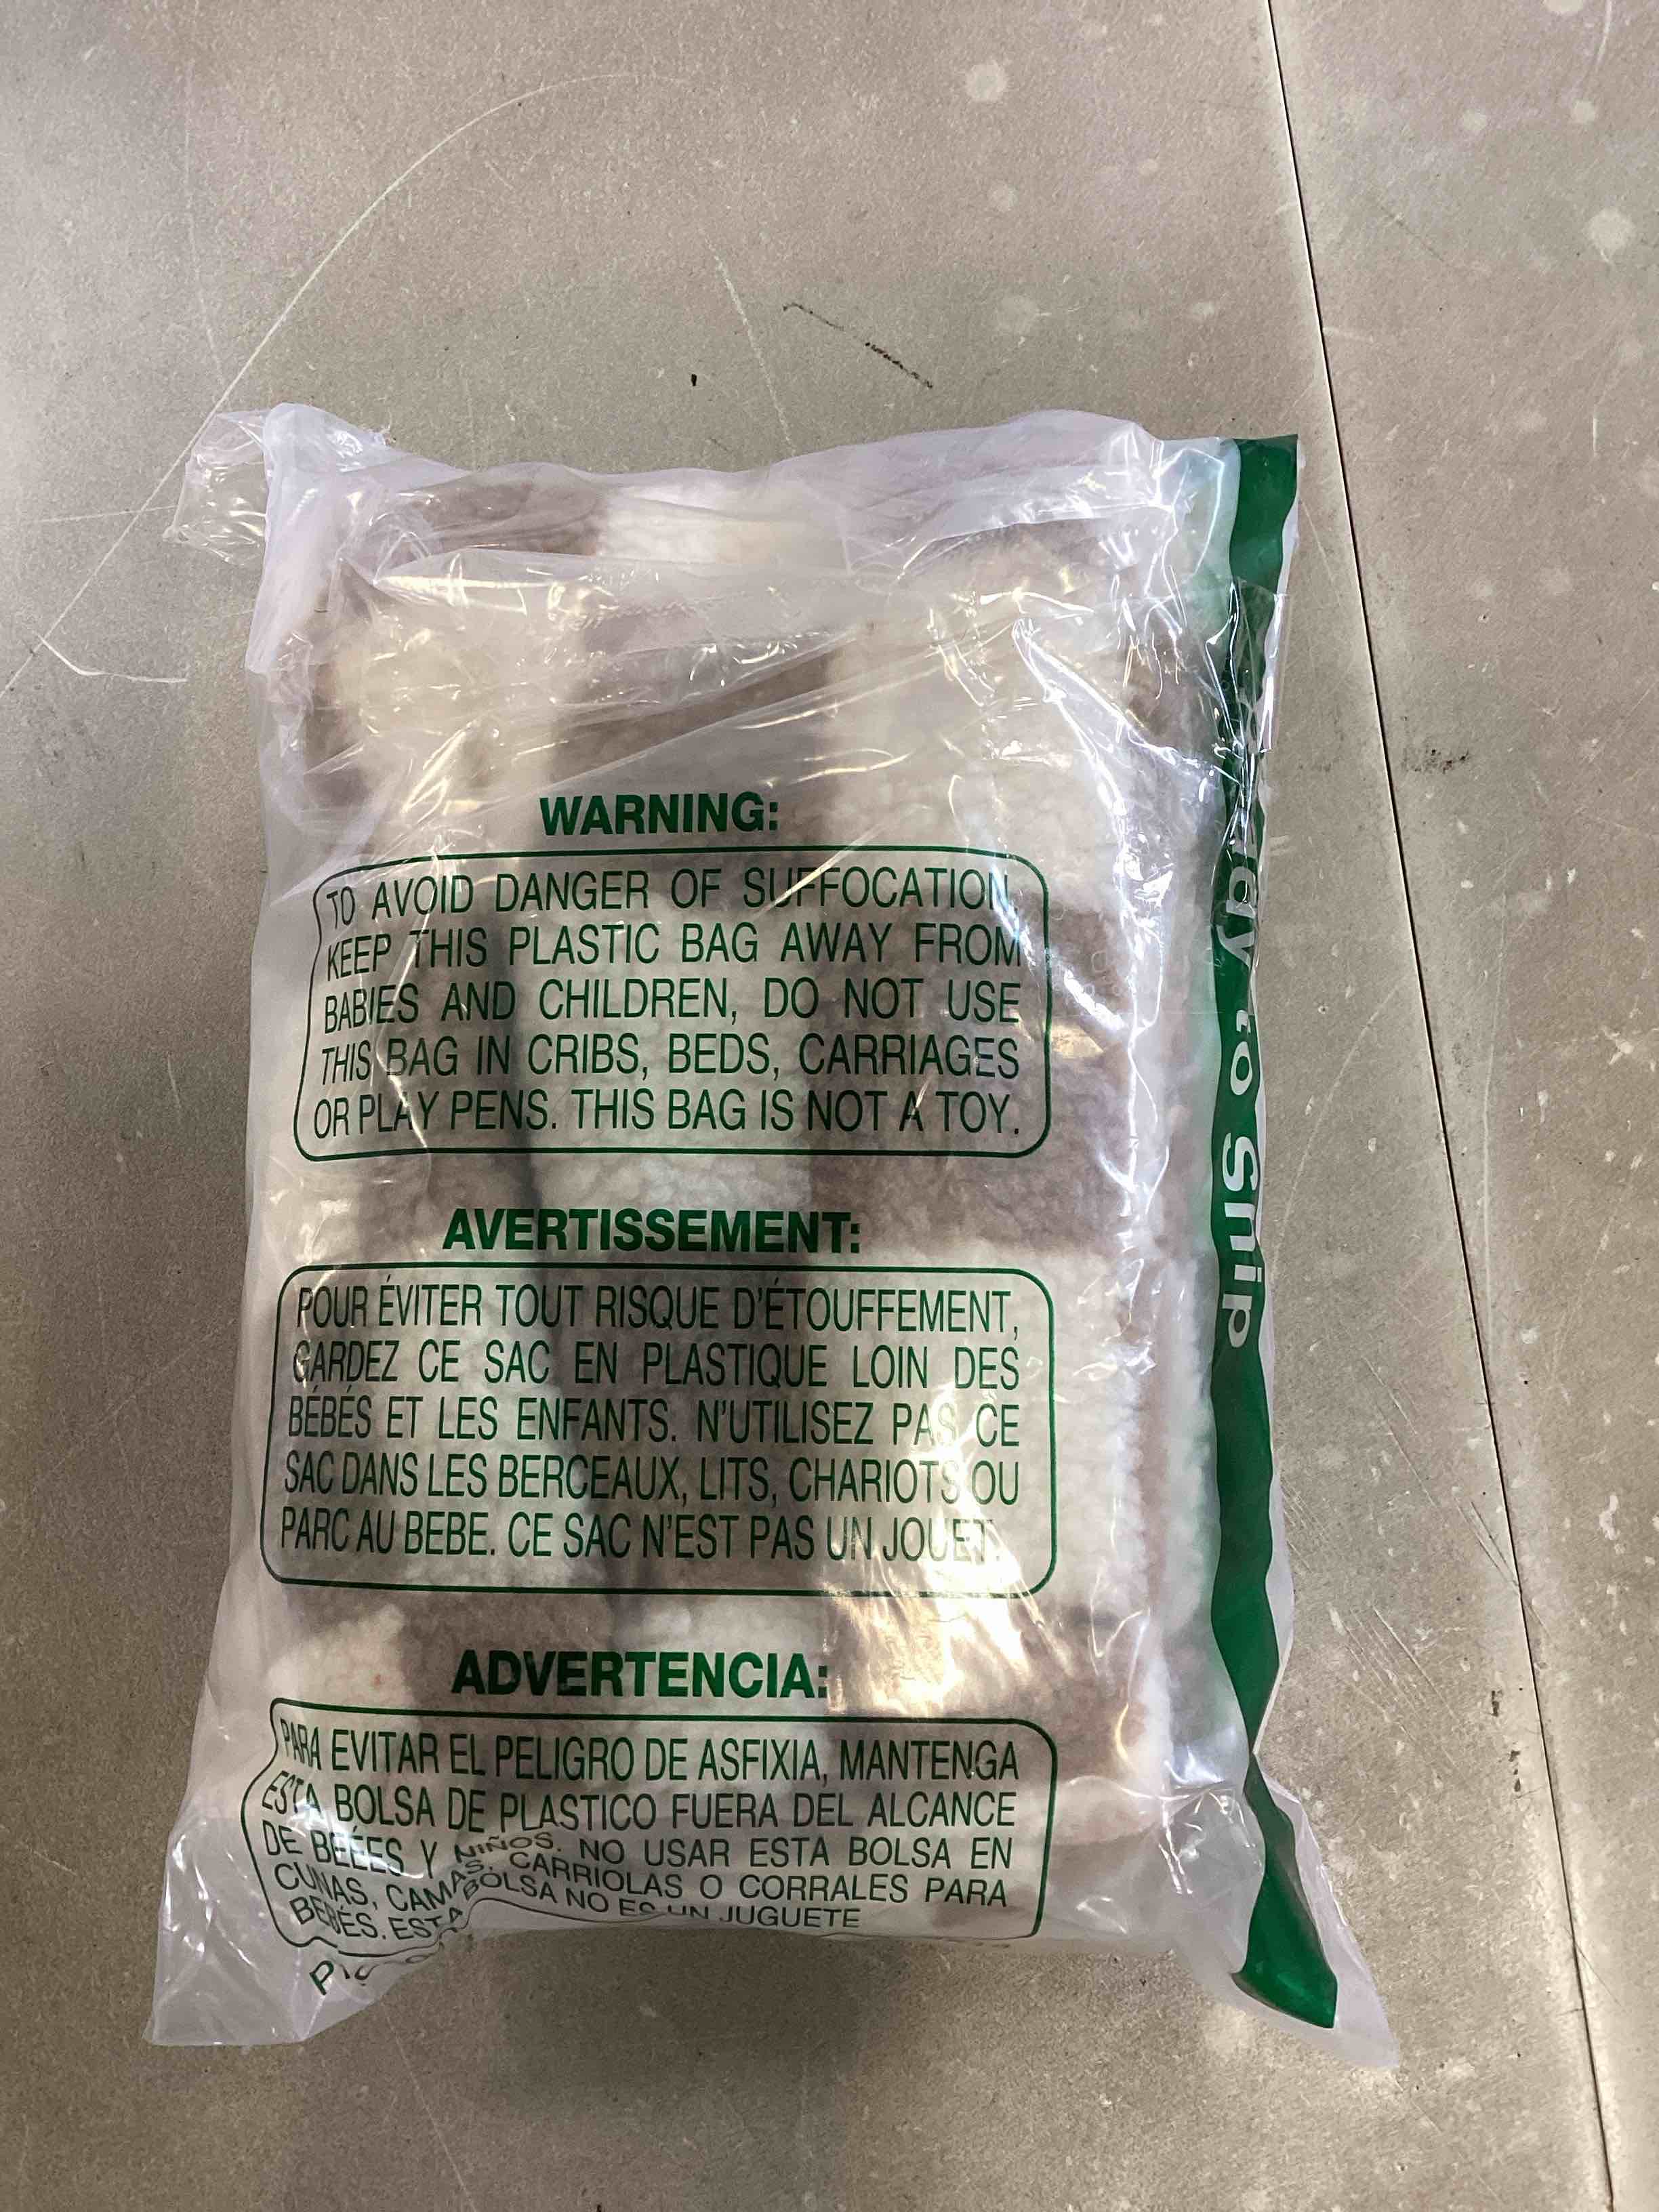 WARNING:
TO AVOID DANGER OF SUFFOCATION
KEEP THIS PLASTIC BAG AWAY FROM
BABIES AND CHILDREN, DO NOT USE
THIS BAG IN CRIBS, BEDS, CARRIAGES
OR PLAY PENS. THIS BAG IS NOT A TOY.
AVERTISSEMENT:
POUR ÉVITER TOUT RISQUE D'ÉTOUFFEMENT,
GARDEZ CE SAC EN PLASTIQUE LOIN DES
BÉBÉS ET LES ENFANTS. N'UTILISEZ PAS CE
SAC DANS LES BERCEAUX, LITS, CHARIOTS OU
PARC AU BEBE. CE SAC N'EST PAS UN JOUET.
ADVERTENCIA:
PARA EVITAR EL PELIGRO DE ASFIXIA, MANTENGA
ESTA BOLSA DE PLASTICO FUERA DEL ALCANCE
DE BEÉES Y NIÑOS. NO USAR ESTA BOLSA EN
CUNAS, CAMAS, CARRIOLAS O CORRALES PARA
BEBÉS. ESTA BOLSA NO ES UN JUGUETE
to Ship